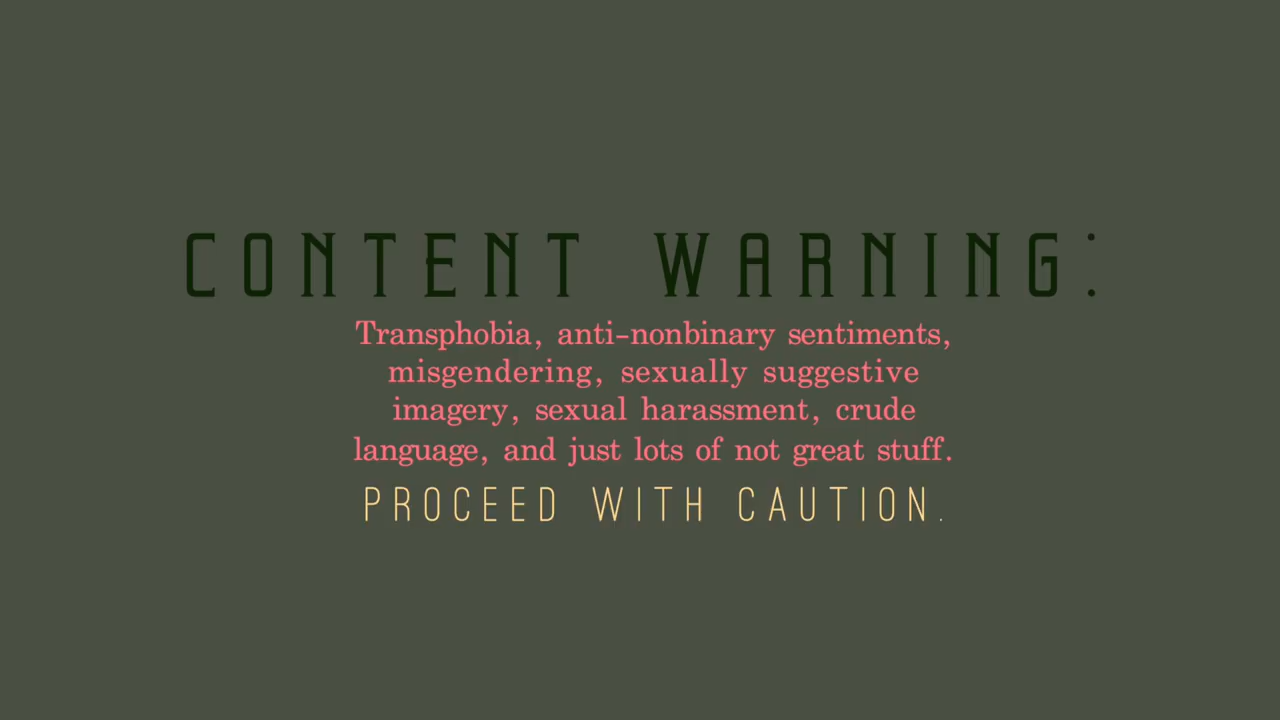 CONTENT WARNING:
Transphobia, anti-nonbinary sentiments,
misgendering, sexually suggestive
imagery, sexual harassment, crude
language, and just lots of not great stuff.
PROCEED WITH CAUTION.